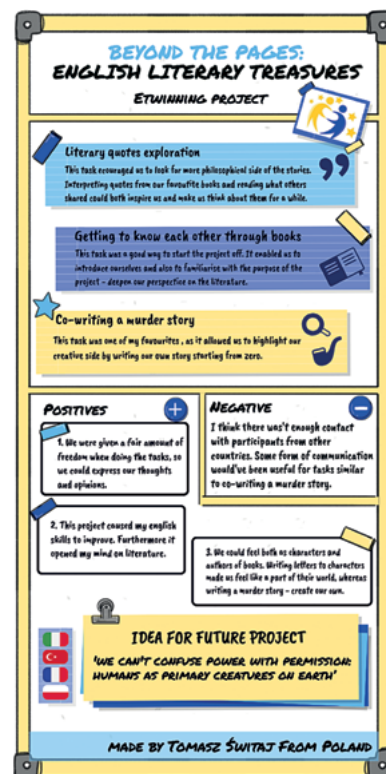 BEYOND THE PAGES:
ENGLISH LITERARY TREASURES
ETWINNING PROJECT
Literary quotes exploration
This task ecouraged us to look for more philosophical side of the stories.
Interpreting quotes from our favoutite books and reading what others
shared could both inspire us and make us think about them for a while.
Getting to know each other through books
This task was a good way to start the project off. It enabled us to
introduce ourselves and also to familiarise with the purpose of the
project - deepen our perspective on the literature.
Co-writing a murder story
This task was one of my favourites , as it allowed us to highlight our
creative side by writing our own story starting from zero.
POSITIVES
1. We were given a fair amount of
freedom when doing the tasks, so
we could express our thoughts
and opinions.
2. This project caused my english
skills to improve. Furthermore it
opened my mind on literature.
NEGATIVE
I think there was't enough contact
with participants from other
countries. Some form of communication
would've been useful for tasks similar
to co-writing a murder story.
3. We could feel both as characters and
authors of books. Writing letters to characters
made us feel like a part of their world, whereas
writing a murder story - create our own.
IDEA FOR FUTURE PROJECT
'WE CAN'T CONFUSE POWER WITH PERMISSION:
HUMANS AS PRIMARY CREATURES ON EARTH'
MADE BY TOMASZ ŚWITAJ FROM POLAND